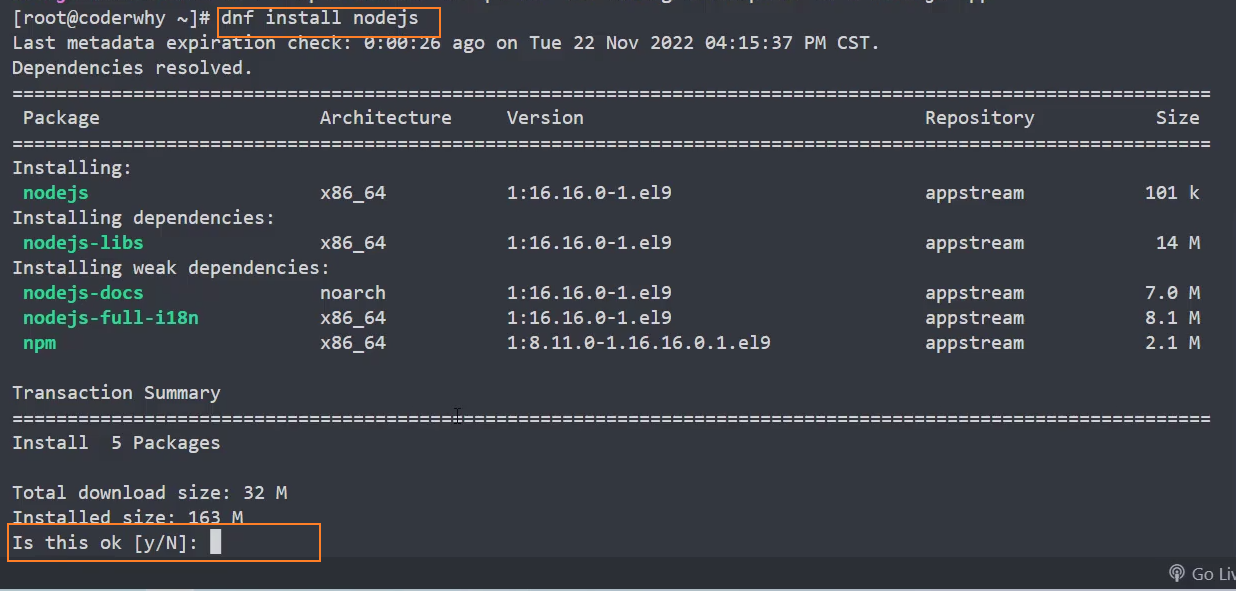 [root@coderwhy ~]# dnf install nodejs
Last metadata expiration check: 0:00:26 ago on Tue 22 Nov 2022 04:15:37 PM CST.
Dependencies resolved.
================================================================================
Package Architecture Version Repository Size
================================================================================
Installing:
nodejs x86_64 1:16.16.0-1.el9 appstream 101 k
Installing dependencies:
nodejs-libs x86_64 1:16.16.0-1.el9 appstream 14 M
Installing weak dependencies:
nodejs-docs noarch 1:16.16.0-1.el9 appstream 7.0 M
nodejs-full-i18n x86_64 1:16.16.0-1.el9 appstream 8.1 M
npm x86_64 1:8.11.0-1.16.16.0.1.el9 appstream 2.1 M
Transaction Summary
================================================================================
Install 5 Packages
Total download size: 32 M
Installed size: 163 M
Is this ok [y/N]:
Go